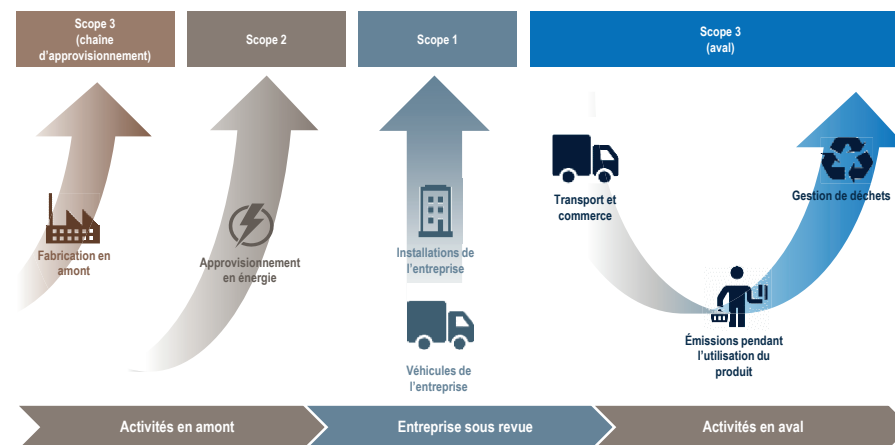 Scope 3
(chaîne
d'approvisionnement)
Scope 2
Scope 1
Scope 3
(aval)
Fabrication en
amont
Approvisionnement
en énergie
Installations de
l'entreprise
Véhicules de
l'entreprise
Transport et
commerce
Gestion de déchets
Émissions pendant
l'utilisation du
produit
Activités en amont
Entreprise sous revue
Activités en aval